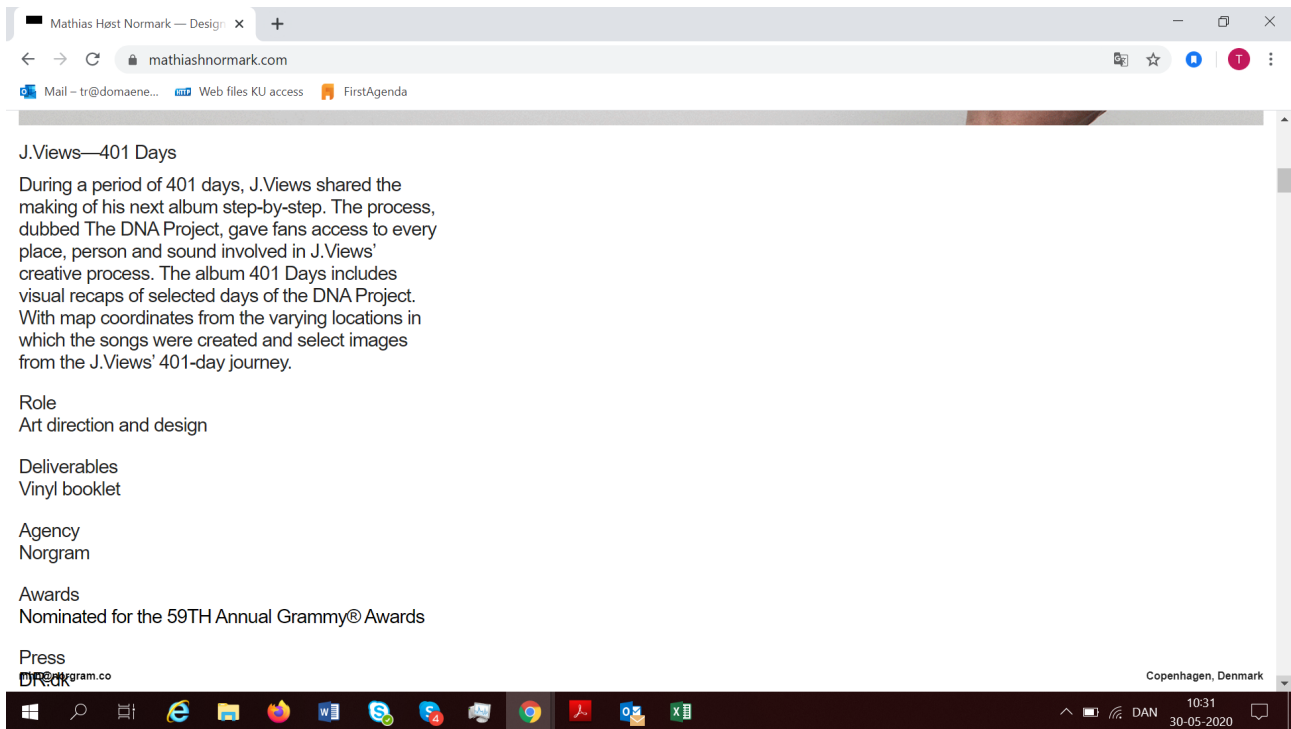 Mathias Høst Normark — Design
mathiashnormark.com
T
Mail – tr@domaene...
Web files KU access
FirstAgenda
J.Views—401 Days
During a period of 401 days, J.Views shared the
making of his next album step-by-step. The process,
dubbed The DNA Project, gave fans access to every
place, person and sound involved in J.Views'
creative process. The album 401 Days includes
visual recaps of selected days of the DNA Project.
With map coordinates from the varying locations in
which the songs were created and select images
from the J.Views' 401-day journey.
Role
Art direction and design
Deliverables
Vinyl booklet
Agency
Norgram
Awards
Nominated for the 59TH Annual Grammy® Awards
Press
DR.dk
Copenhagen, Denmark
DAN
10:31
30-05-2020